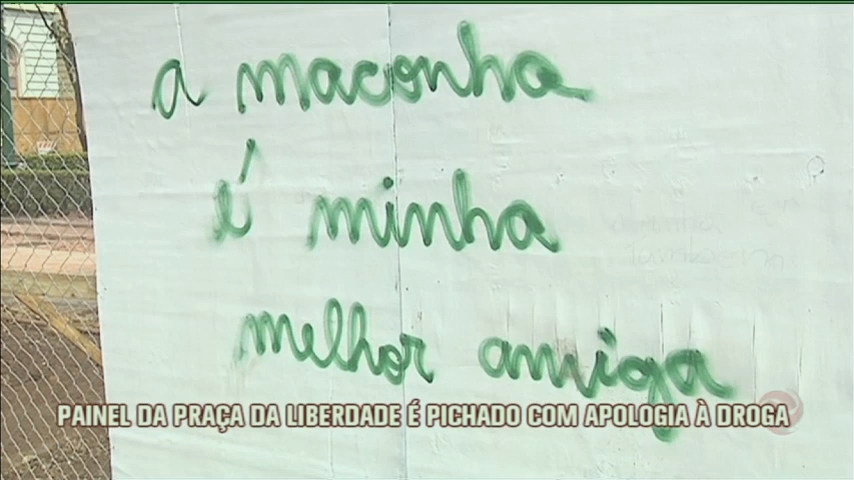 a maconha
é minha
melhor amiga
PAINEL DA PRAÇA DA LIBERDADE É PICHADO COM APOLOGIA À DROGA